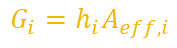 G_i = h_i A_{eff,i}